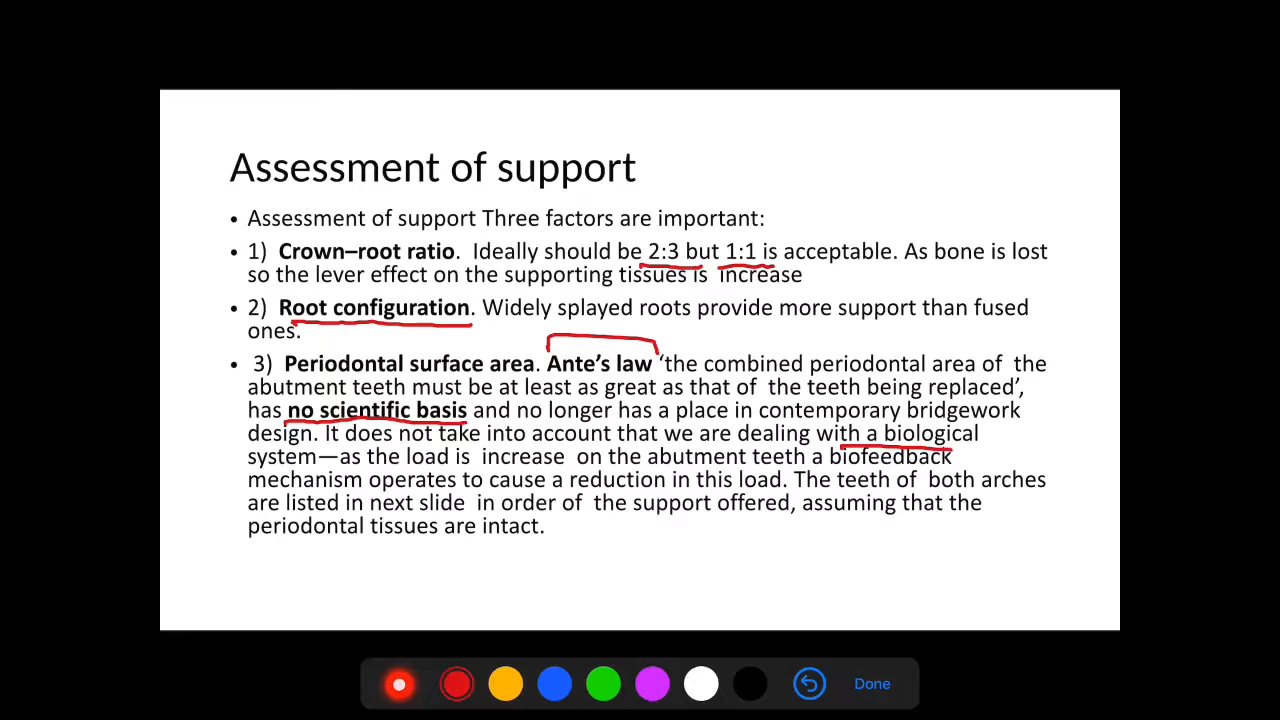 Assessment of support
• Assessment of support Three factors are important:
• 1) Crown–root ratio. Ideally should be 2:3 but 1:1 is acceptable. As bone is lost
so the lever effect on the supporting tissues is increase
• 2) Root configuration. Widely splayed roots provide more support than fused
ones.
• 3) Periodontal surface area. Ante’s law ‘the combined periodontal area of the
abutment teeth must be at least as great as that of the teeth being replaced’,
has no scientific basis and no longer has a place in contemporary bridgework
design. It does not take into account that we are dealing with a biological
system—as the load is increase on the abutment teeth a biofeedback
mechanism operates to cause a reduction in this load. The teeth of both arches
are listed in next slide in order of the support offered, assuming that the
periodontal tissues are intact.
Done